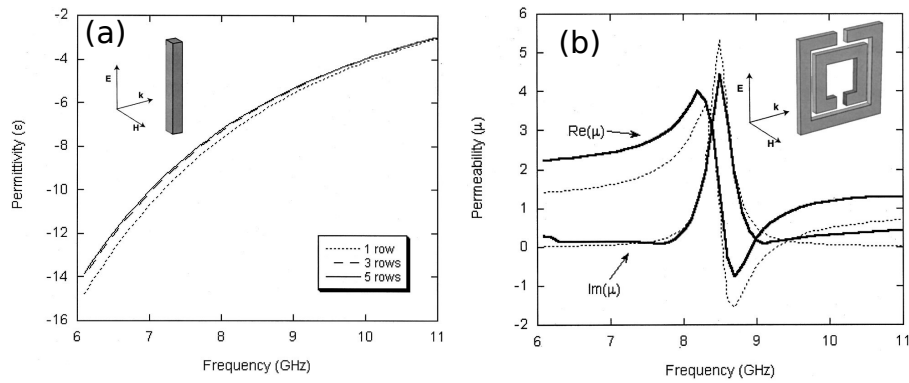 (a)
-2
-4
-6
-8
-10
-12
-14
-16
Permittivity (ε)
E
k
H
1 row
3 rows
5 rows
6 7 8 9 10 11
Frequency (GHz)
(b)
6
5
4
3
2
1
0
-1
-2
Permeability (μ)
E
k
H
Re(μ)
Im(μ)
6 7 8 9 10 11
Frequency (GHz)